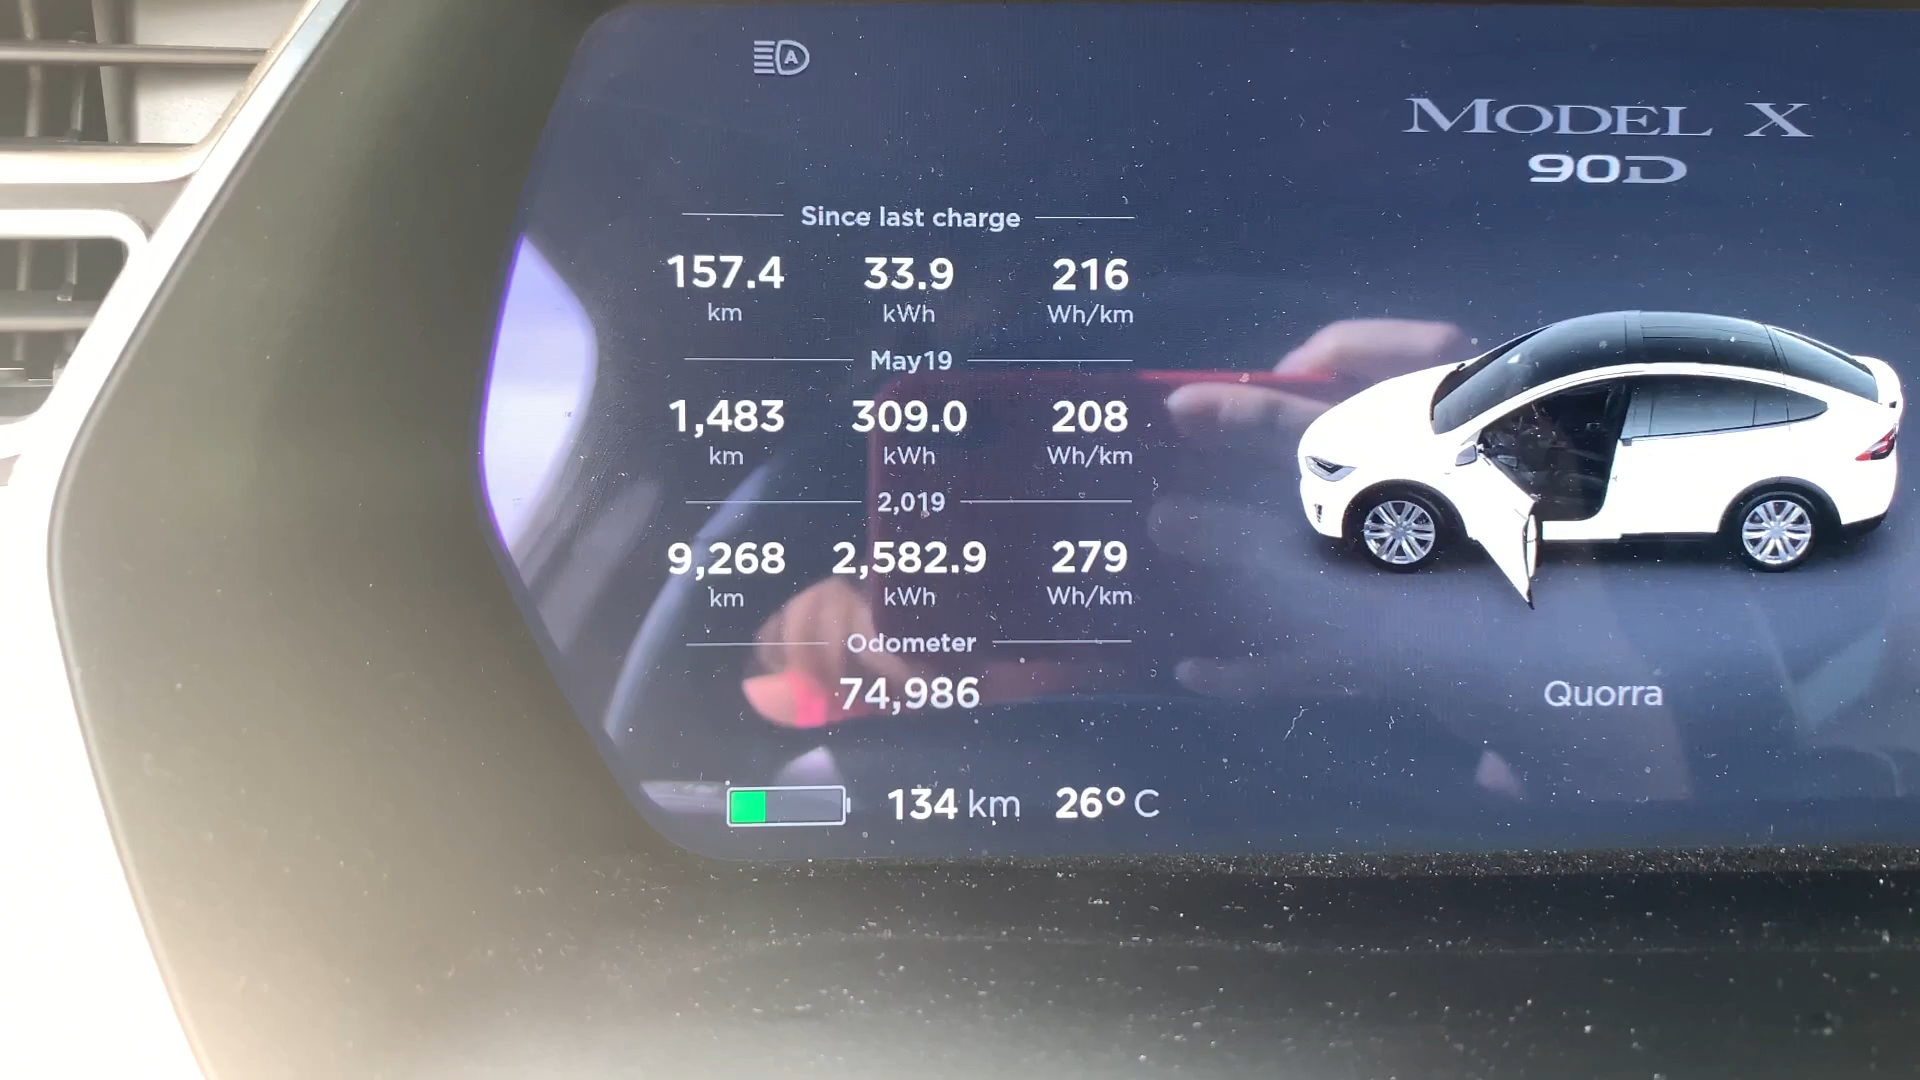 A
MODEL X
90D
Since last charge
157.4 33.9 216
km kWh Wh/km
May19
1,483 309.0 208
km kWh Wh/km
2,019
9,268 2,582.9 279
km kWh Wh/km
Odometer
74,986
Quorra
134 km 26° C